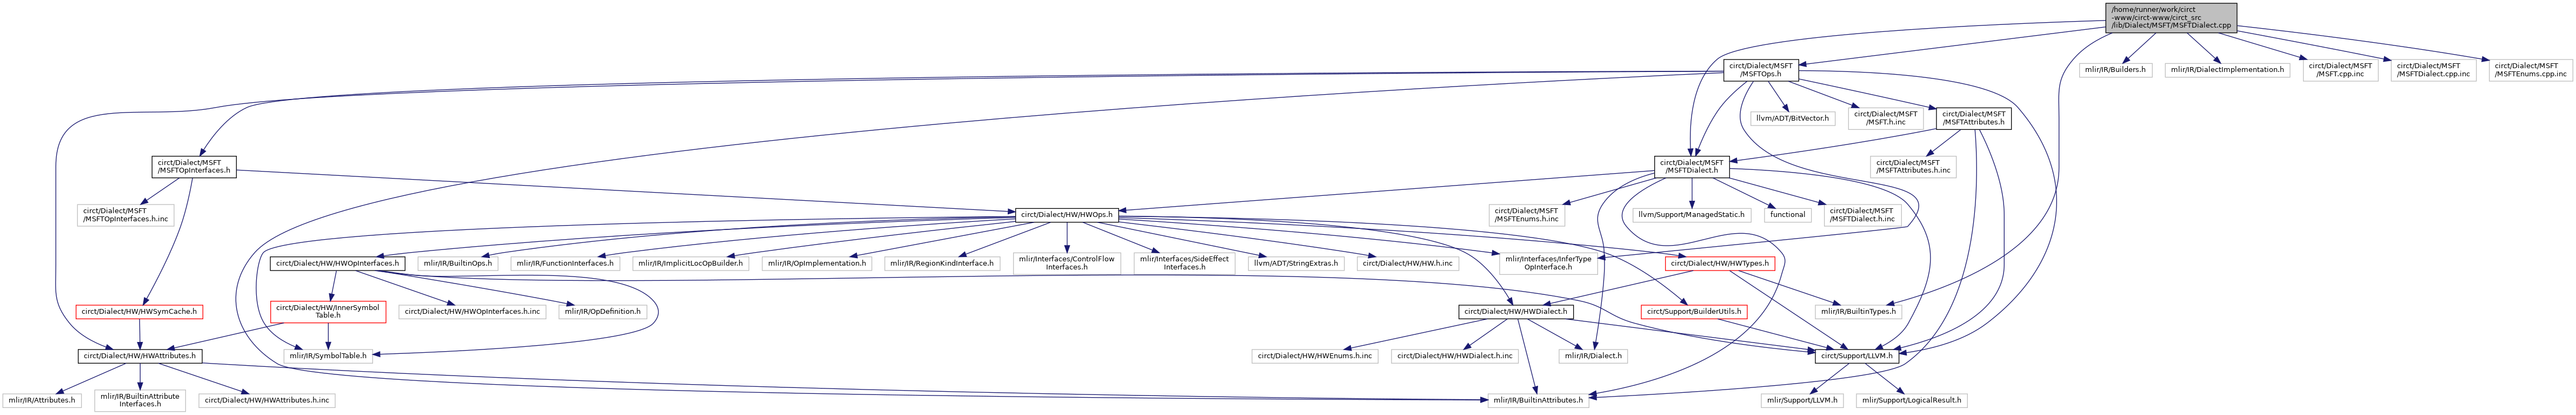 /home/runner/work/circt
-www/circt-www/circt_src
/lib/Dialect/MSFT/MSFTDialect.cpp
circt/Dialect/MSFT
/MSFTOps.h
mlir/IR/Builders.h
mlir/IR/DialectImplementation.h
circt/Dialect/MSFT
/MSFT.cpp.inc
circt/Dialect/MSFT
/MSFTDialect.cpp.inc
circt/Dialect/MSFT
/MSFTEnums.cpp.inc
llvm/ADT/BitVector.h
circt/Dialect/MSFT
/MSFT.h.inc
circt/Dialect/MSFT
/MSFTAttributes.h
circt/Dialect/MSFT
/MSFTOpInterfaces.h
circt/Dialect/MSFT
/MSFTDialect.h
circt/Dialect/MSFT
/MSFTAttributes.h.inc
circt/Dialect/MSFT
/MSFTOpInterfaces.h.inc
circt/Dialect/HW/HWOps.h
circt/Dialect/MSFT
/MSFTEnums.h.inc
llvm/Support/ManagedStatic.h
functional
circt/Dialect/MSFT
/MSFTDialect.h.inc
circt/Dialect/HW/HWOpInterfaces.h
mlir/IR/BuiltinOps.h
mlir/IR/FunctionInterfaces.h
mlir/IR/ImplicitLocOpBuilder.h
mlir/IR/OpImplementation.h
mlir/IR/RegionKindInterface.h
mlir/Interfaces/ControlFlow
Interfaces.h
mlir/Interfaces/SideEffect
Interfaces.h
llvm/ADT/StringExtras.h
circt/Dialect/HW/HW.h.inc
mlir/Interfaces/InferType
OpInterface.h
circt/Dialect/HW/HWTypes.h
circt/Dialect/HW/HWSymCache.h
circt/Dialect/HW/InnerSymbol
Table.h
circt/Dialect/HW/HWOpInterfaces.h.inc
mlir/IR/OpDefinition.h
circt/Dialect/HW/HWDialect.h
circt/Support/BuilderUtils.h
mlir/IR/BuiltinTypes.h
circt/Dialect/HW/HWAttributes.h
mlir/IR/SymbolTable.h
circt/Dialect/HW/HWEnums.h.inc
circt/Dialect/HW/HWDialect.h.inc
mlir/IR/Dialect.h
circt/Support/LLVM.h
mlir/IR/Attributes.h
mlir/IR/BuiltinAttribute
Interfaces.h
circt/Dialect/HW/HWAttributes.h.inc
mlir/IR/BuiltinAttributes.h
mlir/Support/LLVM.h
mlir/Support/LogicalResult.h